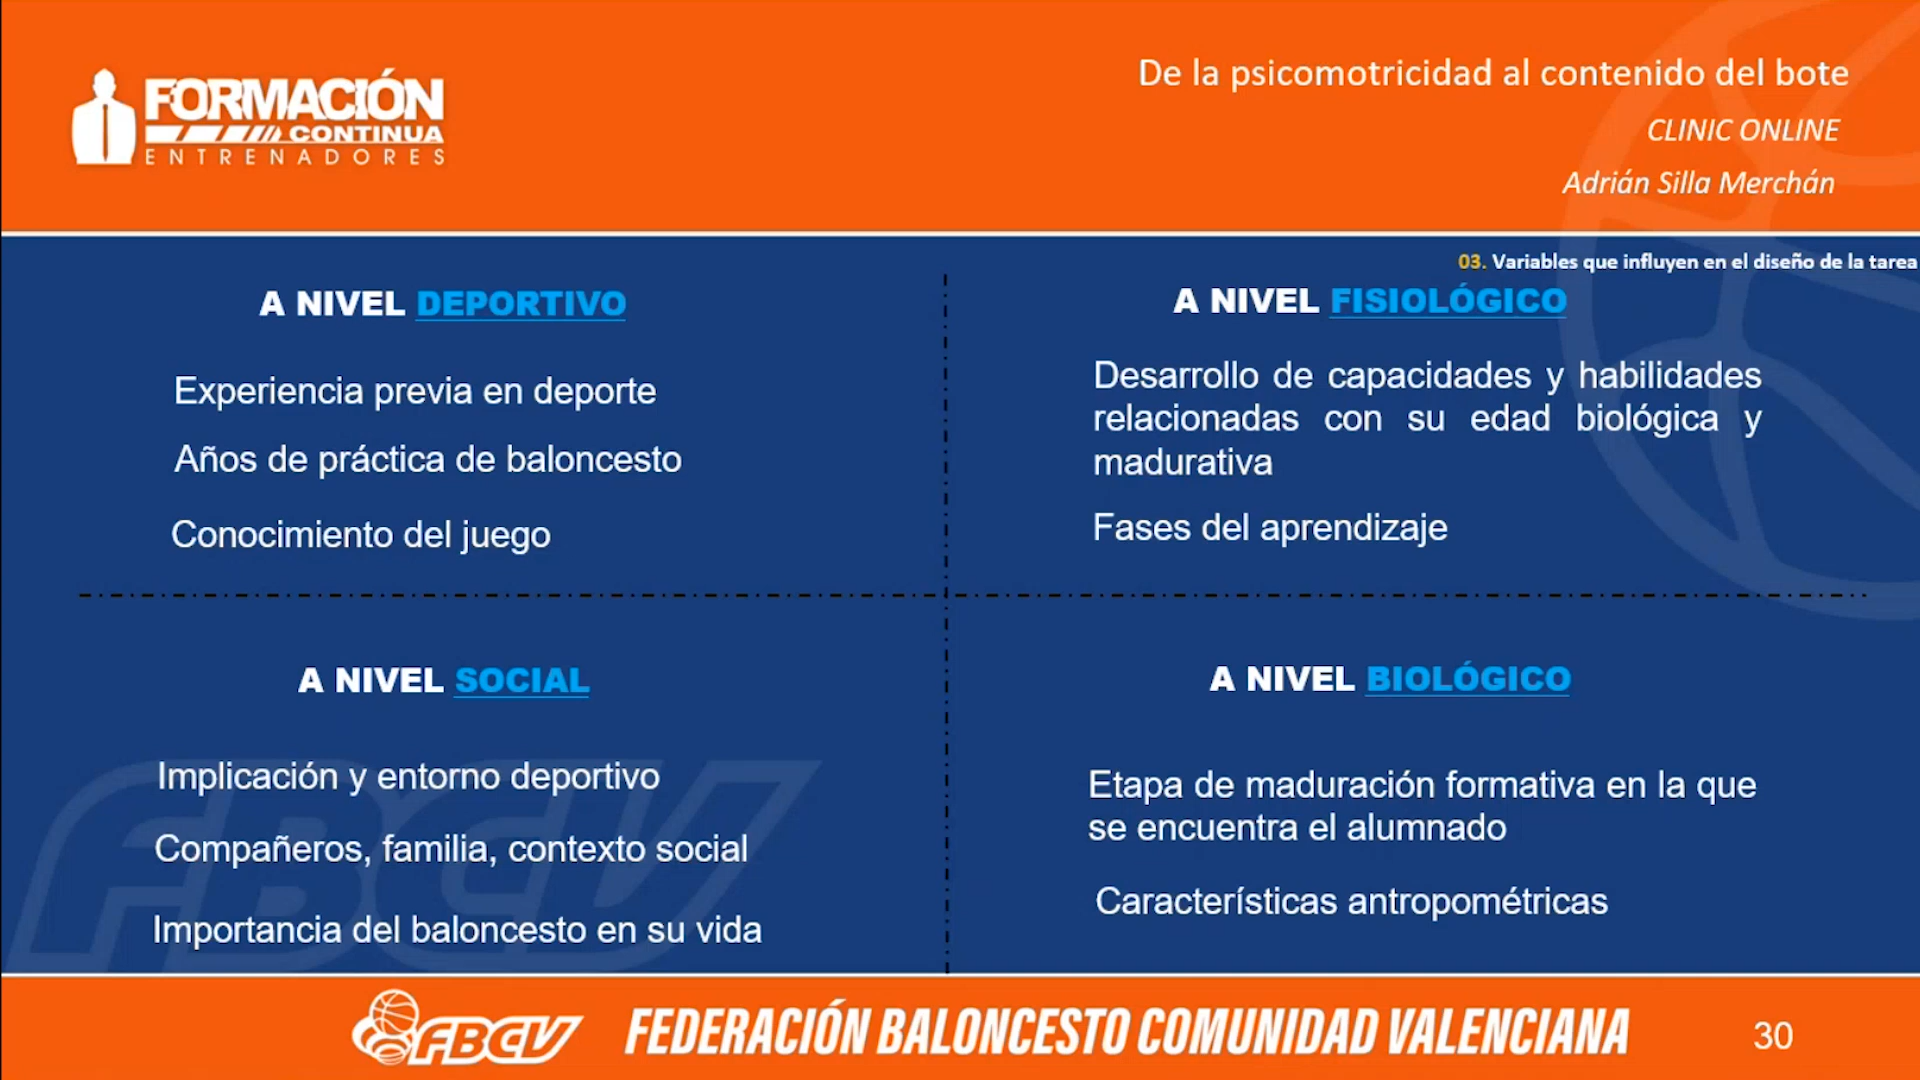 FORMACIÓN
CONTINUA
ENTRENADORES
De la psicomotricidad al contenido del bote
CLINIC ONLINE
Adrián Silla Merchán
03. Variables que influyen en el diseño de la tarea
A NIVEL DEPORTIVO
Experiencia previa en deporte
Años de práctica de baloncesto
Conocimiento del juego
A NIVEL FISIOLÓGICO
Desarrollo de capacidades y habilidades
relacionadas con su edad biológica y
madurativa
Fases del aprendizaje
A NIVEL SOCIAL
Implicación y entorno deportivo
Compañeros, familia, contexto social
Importancia del baloncesto en su vida
A NIVEL BIOLÓGICO
Etapa de maduración formativa en la que
se encuentra el alumnado
Características antropométricas
FBCV
FBCV
FEDERACIÓN BALONCESTO COMUNIDAD VALENCIANA
30